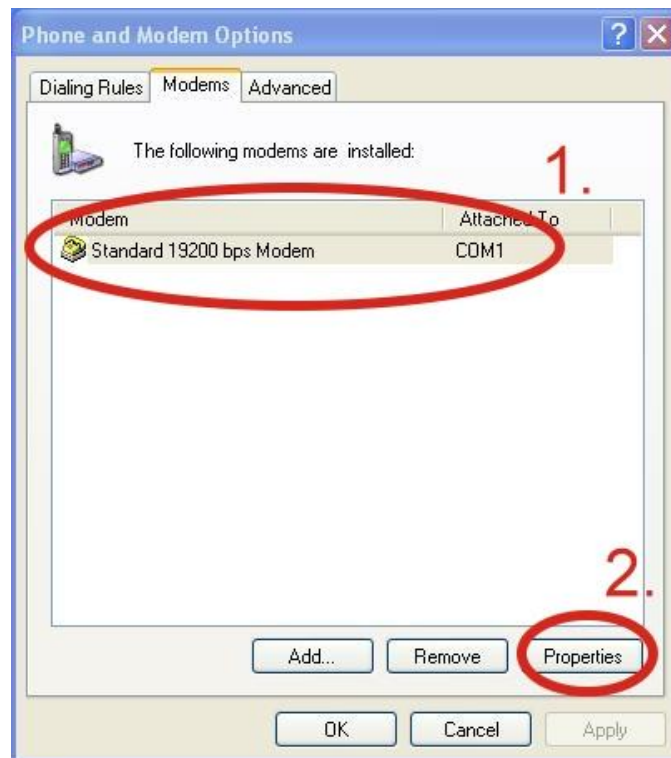 Phone and Modem Options
Dialing Rules Modems Advanced
The following modems are installed:
1.
Modem Attached To
Standard 19200 bps Modem COM1
2.
Add... Remove Properties
OK Cancel Apply